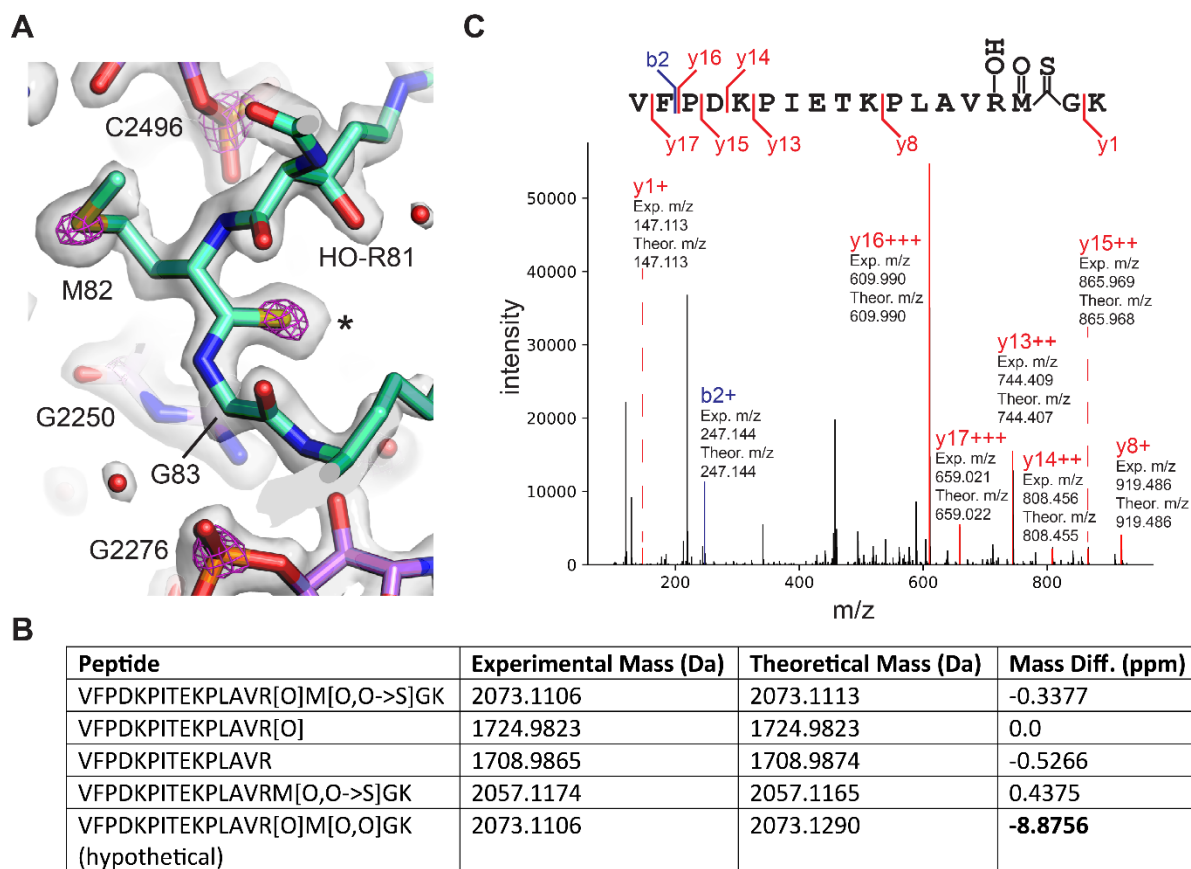 A
C2496
HO-R81
M82
*
G2250
G83
G2276
C
OH O S
b2 y16 y14
VFPDKPIETKPLAVRMGK
y17 y15 y13 y8 y1
50000
40000
30000
20000
10000
0
intensity
200 400 600 800
m/z
y1+
Exp. m/z
147.113
Theor. m/z
147.113
b2+
Exp. m/z
247.144
Theor. m/z
247.144
y16+++
Exp. m/z
609.990
Theor. m/z
609.990
y17+++
Exp. m/z
659.021
Theor. m/z
659.022
y13++
Exp. m/z
744.409
Theor. m/z
744.407
y14++
Exp. m/z
808.456
Theor. m/z
808.455
y15++
Exp. m/z
865.969
Theor. m/z
865.968
y8+
Exp. m/z
919.486
Theor. m/z
919.486
B
Peptide Experimental Mass (Da) Theoretical Mass (Da) Mass Diff. (ppm)
VFPDKPITEKPLAVR[O]M[O,O->S]GK 2073.1106 2073.1113 -0.3377
VFPDKPITEKPLAVR[O] 1724.9823 1724.9823 0.0
VFPDKPITEKPLAVR 1708.9865 1708.9874 -0.5266
VFPDKPITEKPLAVRM[O,O->S]GK 2057.1174 2057.1165 0.4375
VFPDKPITEKPLAVR[O]M[O,O]GK 2073.1106 2073.1290 -8.8756
(hypothetical)